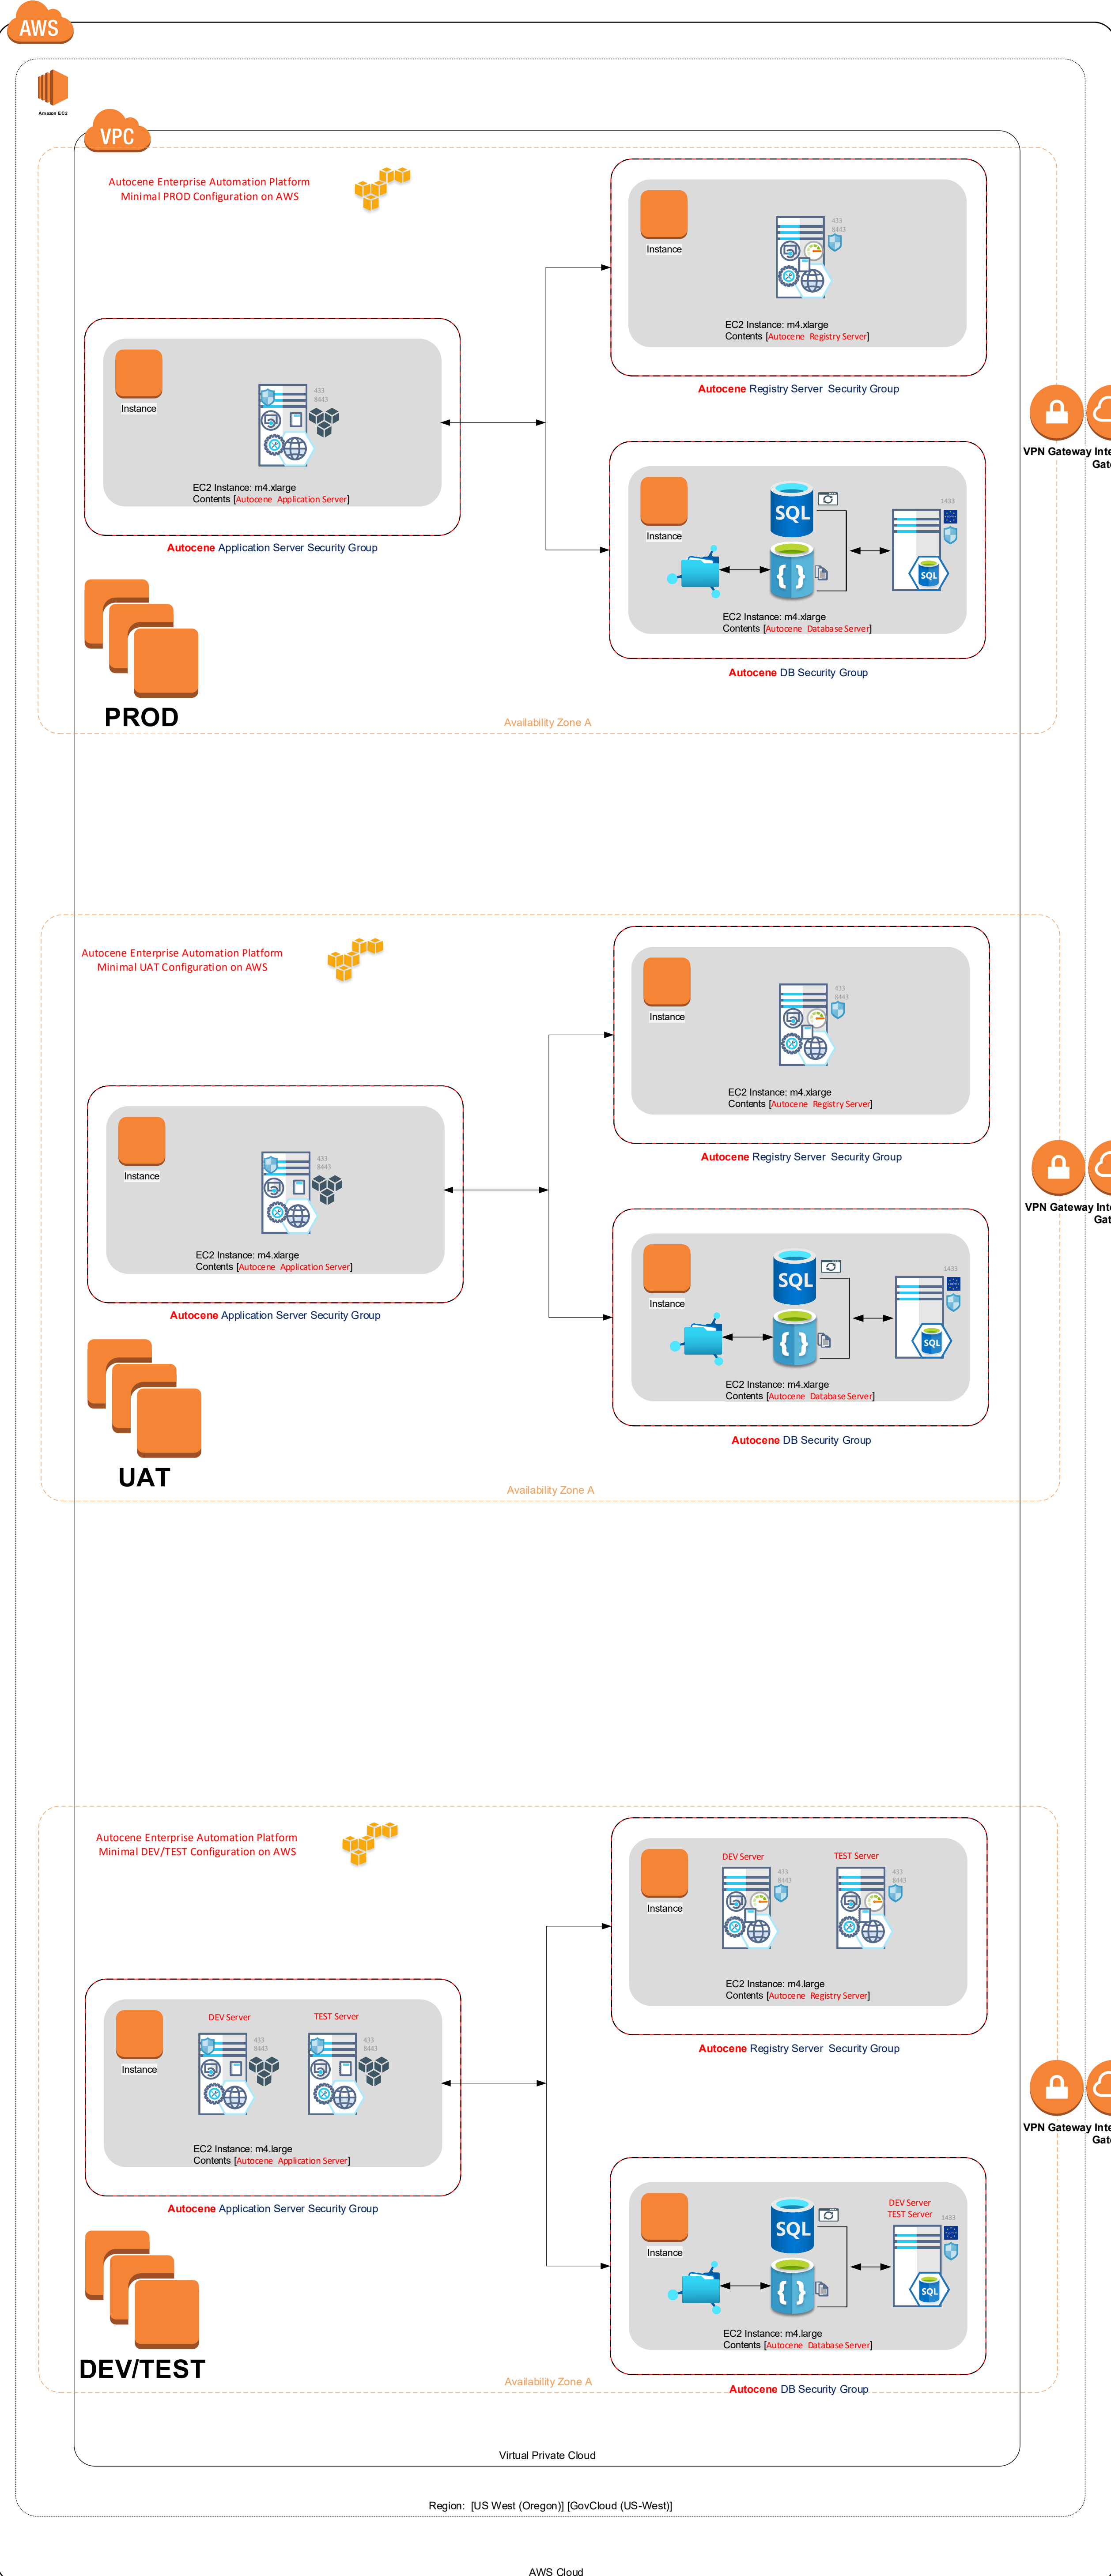 AWS
Amazon EC2
VPC
Autocene Enterprise Automation Platform
Minimal PROD Configuration on AWS
Instance
433
8443
EC2 Instance: m4.xlarge
Contents [Autocene Registry Server]
Autocene Registry Server Security Group
Instance
433
8443
EC2 Instance: m4.xlarge
Contents [Autocene Application Server]
Autocene Application Server Security Group
VPN Gateway Inte
Gate
Instance
SQL
{ }
1433
SQL
EC2 Instance: m4.xlarge
Contents [Autocene Database Server]
Autocene DB Security Group
PROD
Availability Zone A
Autocene Enterprise Automation Platform
Minimal UAT Configuration on AWS
Instance
433
8443
EC2 Instance: m4.xlarge
Contents [Autocene Registry Server]
Autocene Registry Server Security Group
Instance
433
8443
EC2 Instance: m4.xlarge
Contents [Autocene Application Server]
Autocene Application Server Security Group
VPN Gateway Inte
Gat
Instance
SQL
{ }
1433
SQL
EC2 Instance: m4.xlarge
Contents [Autocene Database Server]
Autocene DB Security Group
UAT
Availability Zone A
Autocene Enterprise Automation Platform
Minimal DEV/TEST Configuration on AWS
Instance
DEV Server
433
8443
TEST Server
433
8443
EC2 Instance: m4.large
Contents [Autocene Registry Server]
Autocene Registry Server Security Group
Instance
DEV Server
433
8443
TEST Server
433
8443
EC2 Instance: m4.large
Contents [Autocene Application Server]
Autocene Application Server Security Group
VPN Gateway Inte
Gate
Instance
SQL
{ }
DEV Server
TEST Server
1433
SQL
EC2 Instance: m4.large
Contents [Autocene Database Server]
Autocene DB Security Group
DEV/TEST
Availability Zone A
Virtual Private Cloud
Region: [US West (Oregon)] [GovCloud (US-West)]
AWS Cloud